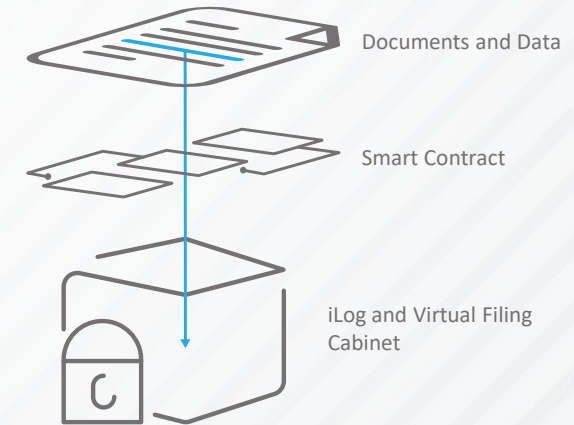 Documents and Data
Smart Contract
iLog and Virtual Filing
Cabinet